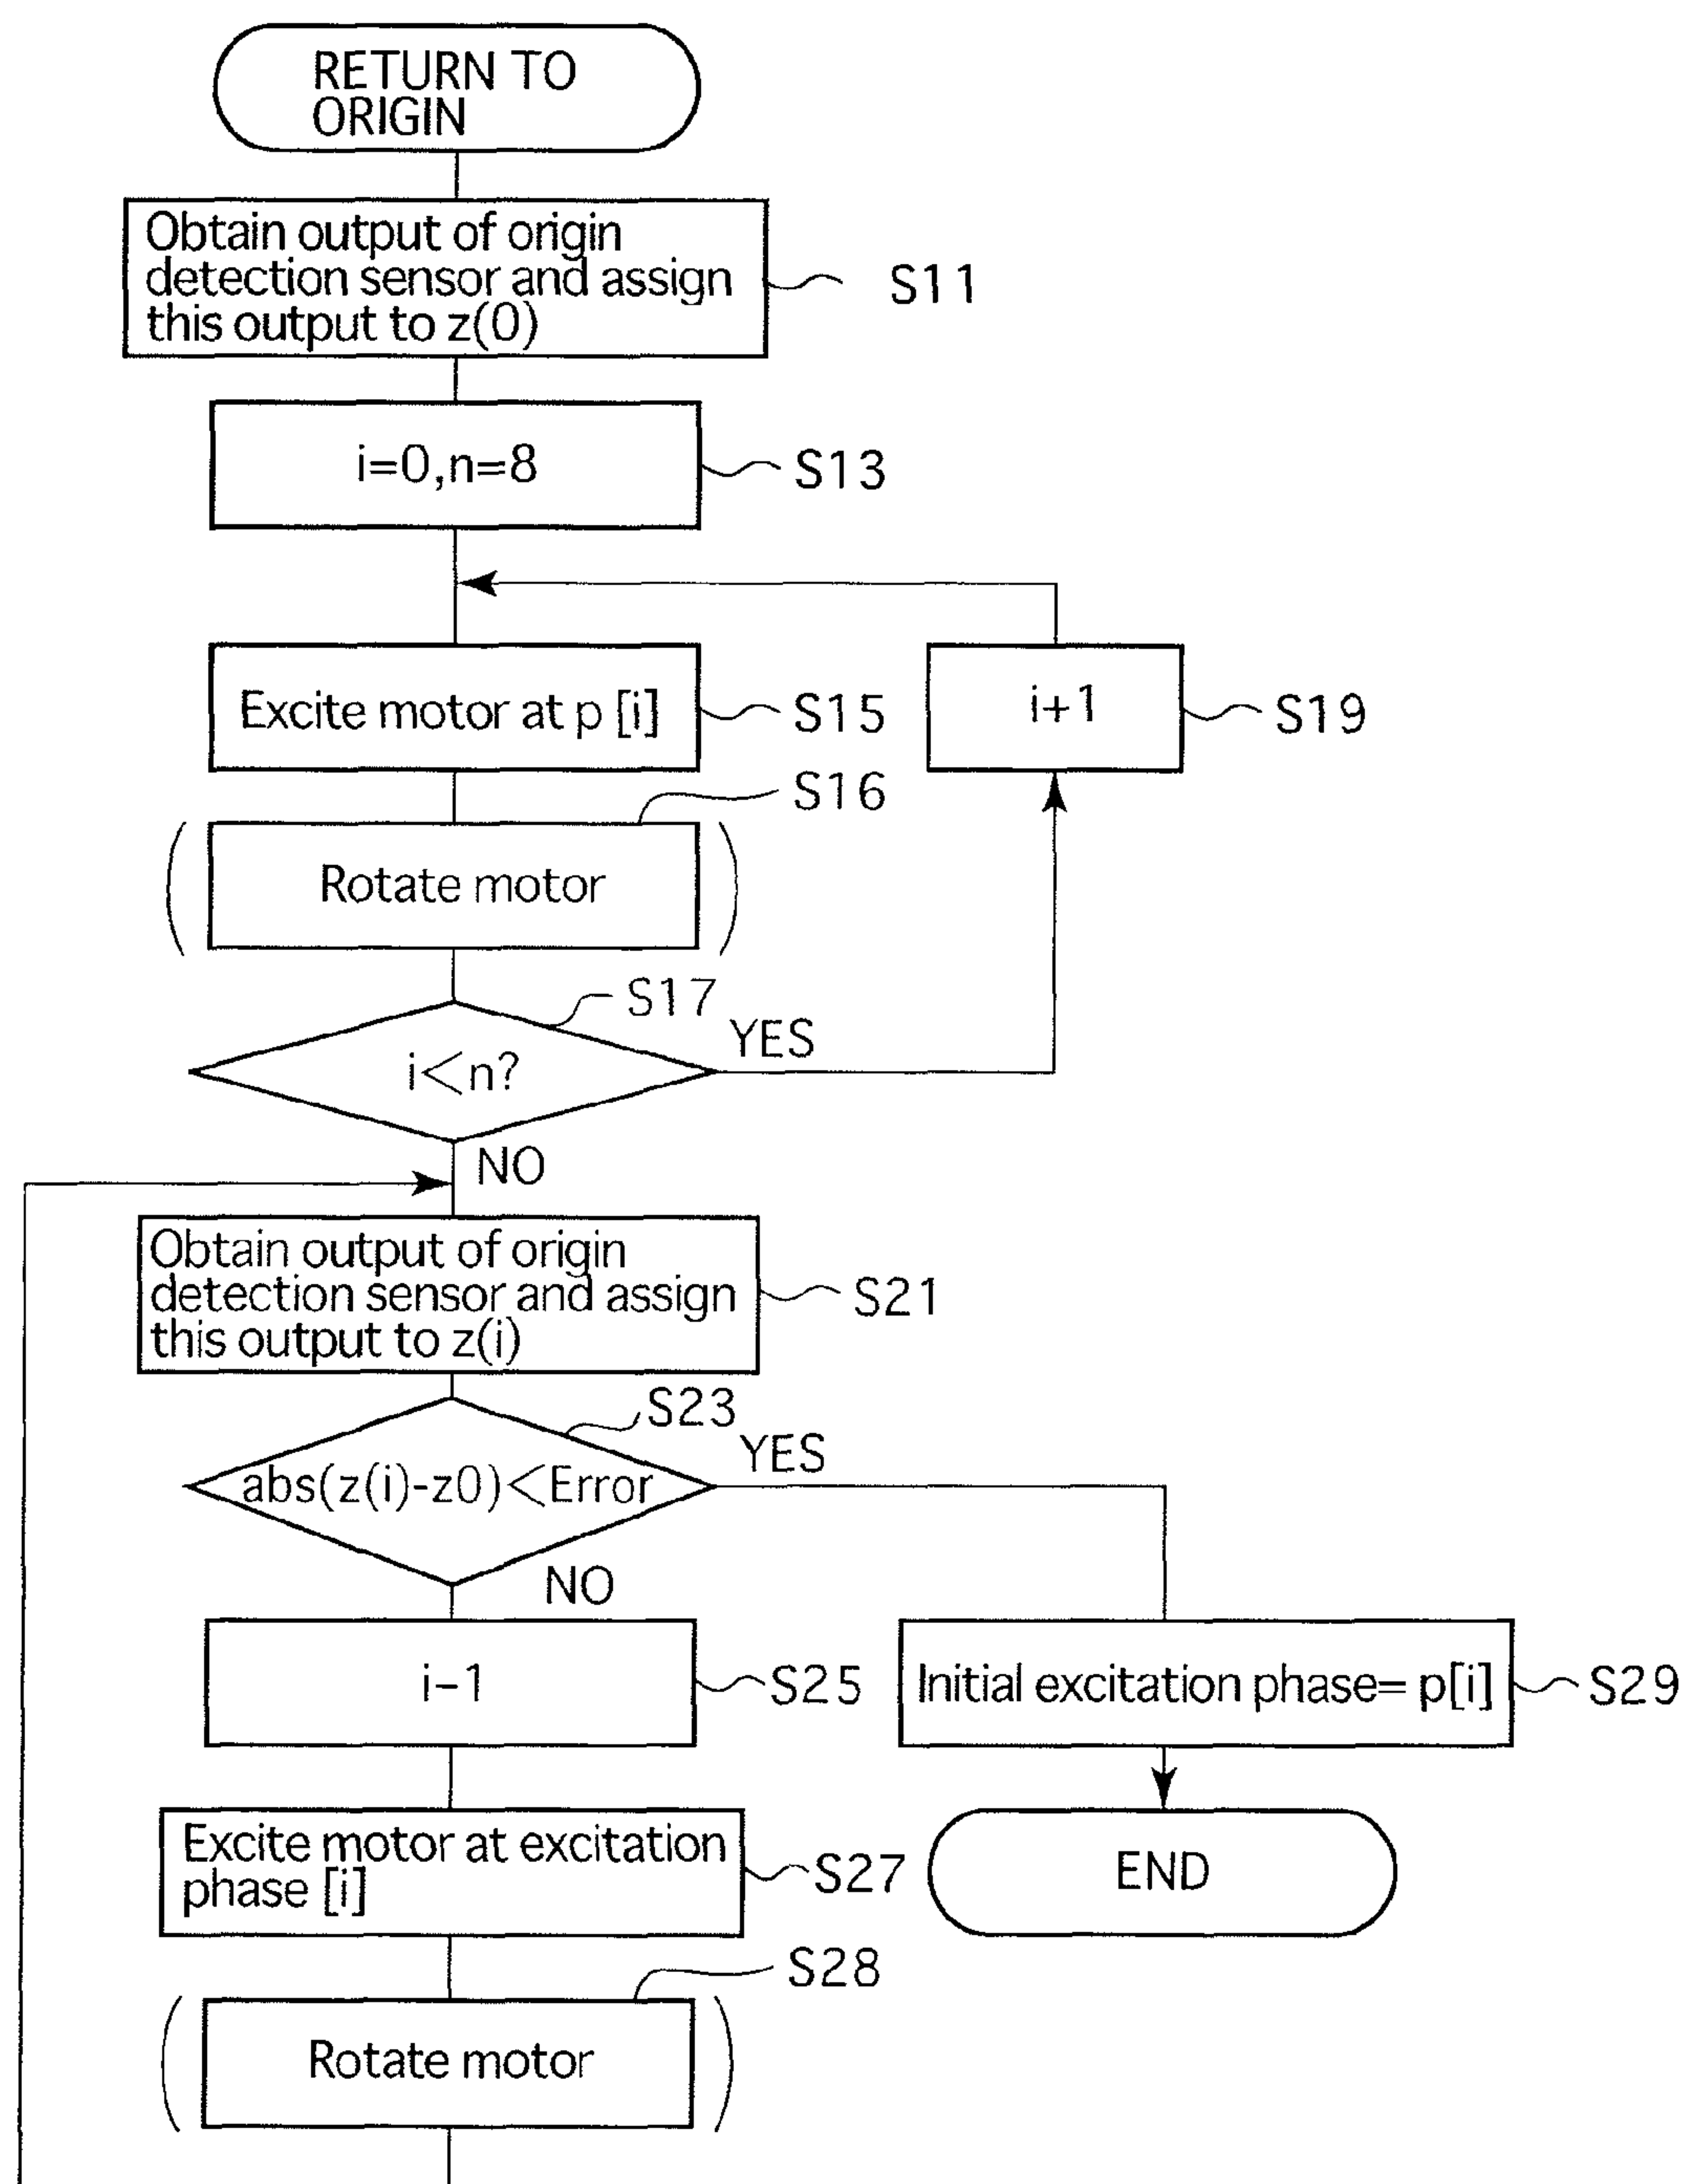 RETURN TO
ORIGIN
Obtain output of origin
detection sensor and assign
this output to z(0)
S11
i=0,n=8
S13
Excite motor at p [i]
S15
i+1
S19
S16
Rotate motor
S17
i<n?
YES
NO
Obtain output of origin
detection sensor and assign
this output to z(i)
S21
S23
abs(z(i)-z0)<Error
YES
NO
i-1
S25
Initial excitation phase= p[i]
S29
Excite motor at excitation
phase [i]
S27
END
S28
Rotate motor